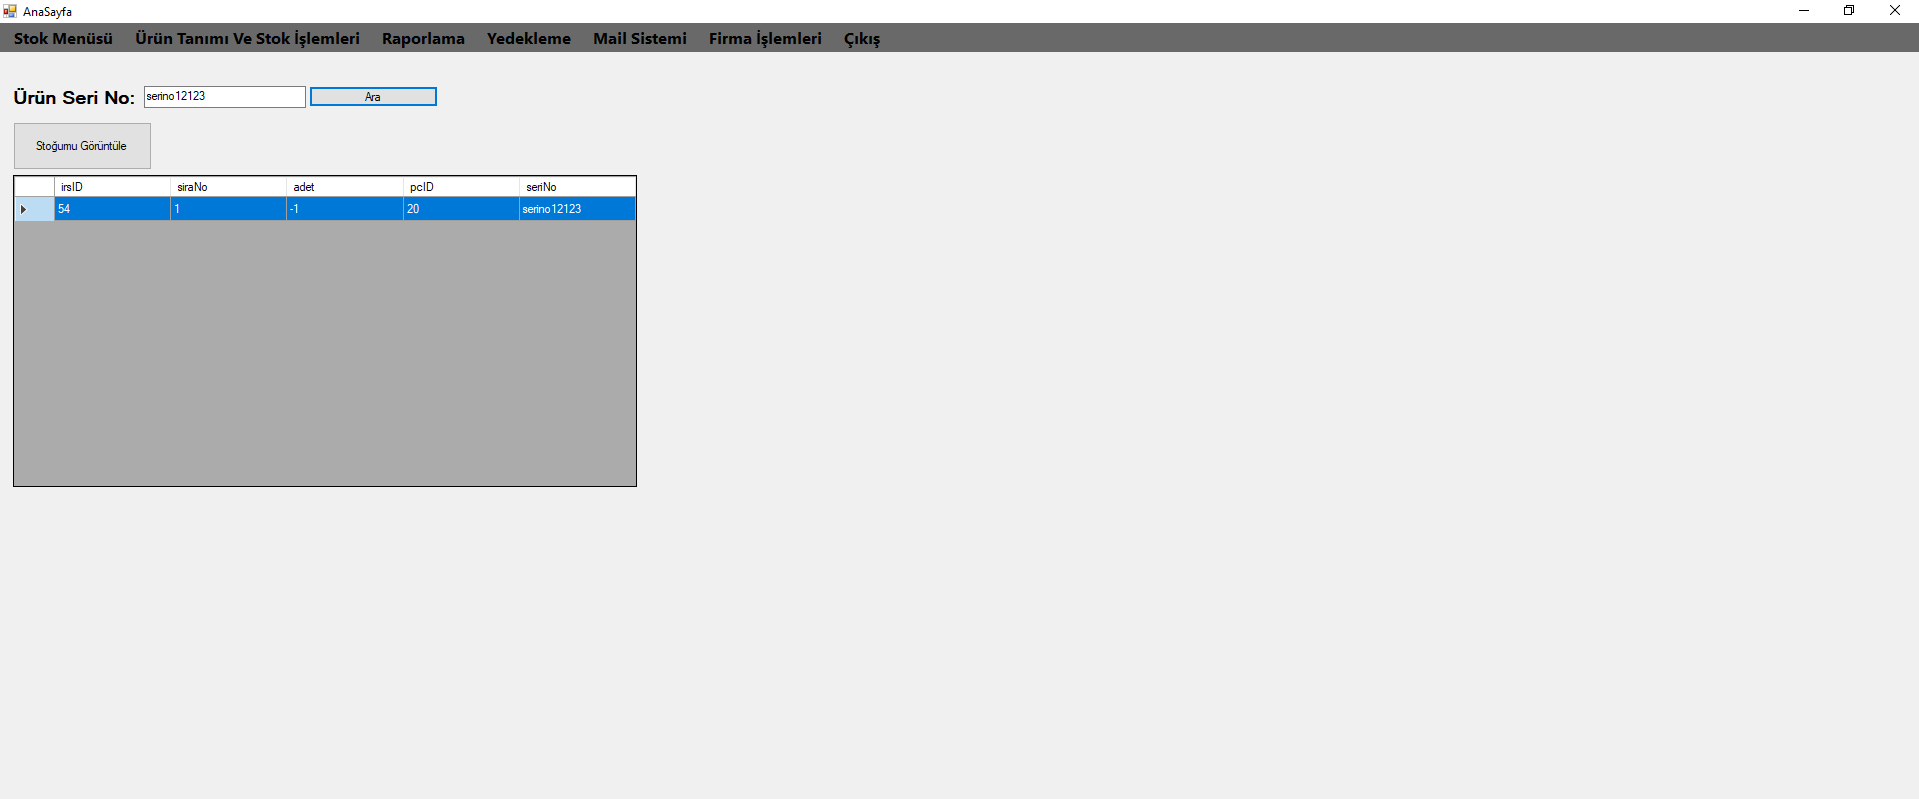 AnaSayfa
Stok Menüsü Ürün Tanımı Ve Stok İşlemleri Raporlama Yedekleme Mail Sistemi Firma İşlemleri Çıkış
Ürün Seri No: serino12123 Ara
Stoğumu Görüntüle
irsID siraNo adet pcID seriNo
54 1 -1 20 serino12123